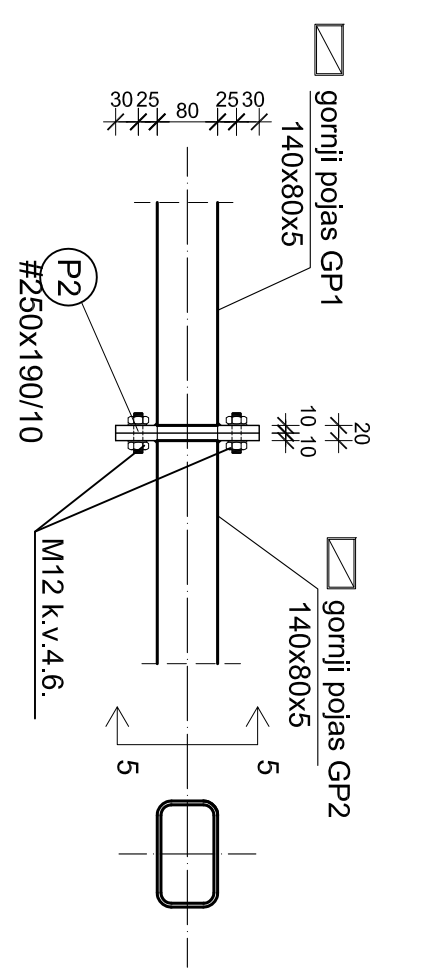 gornji pojas GP1
140x80x5
30 25 80 25 30
10 10
20
gornji pojas GP2
140x80x5
P2
#250x190/10
M12 k.v.4.6.
5
5